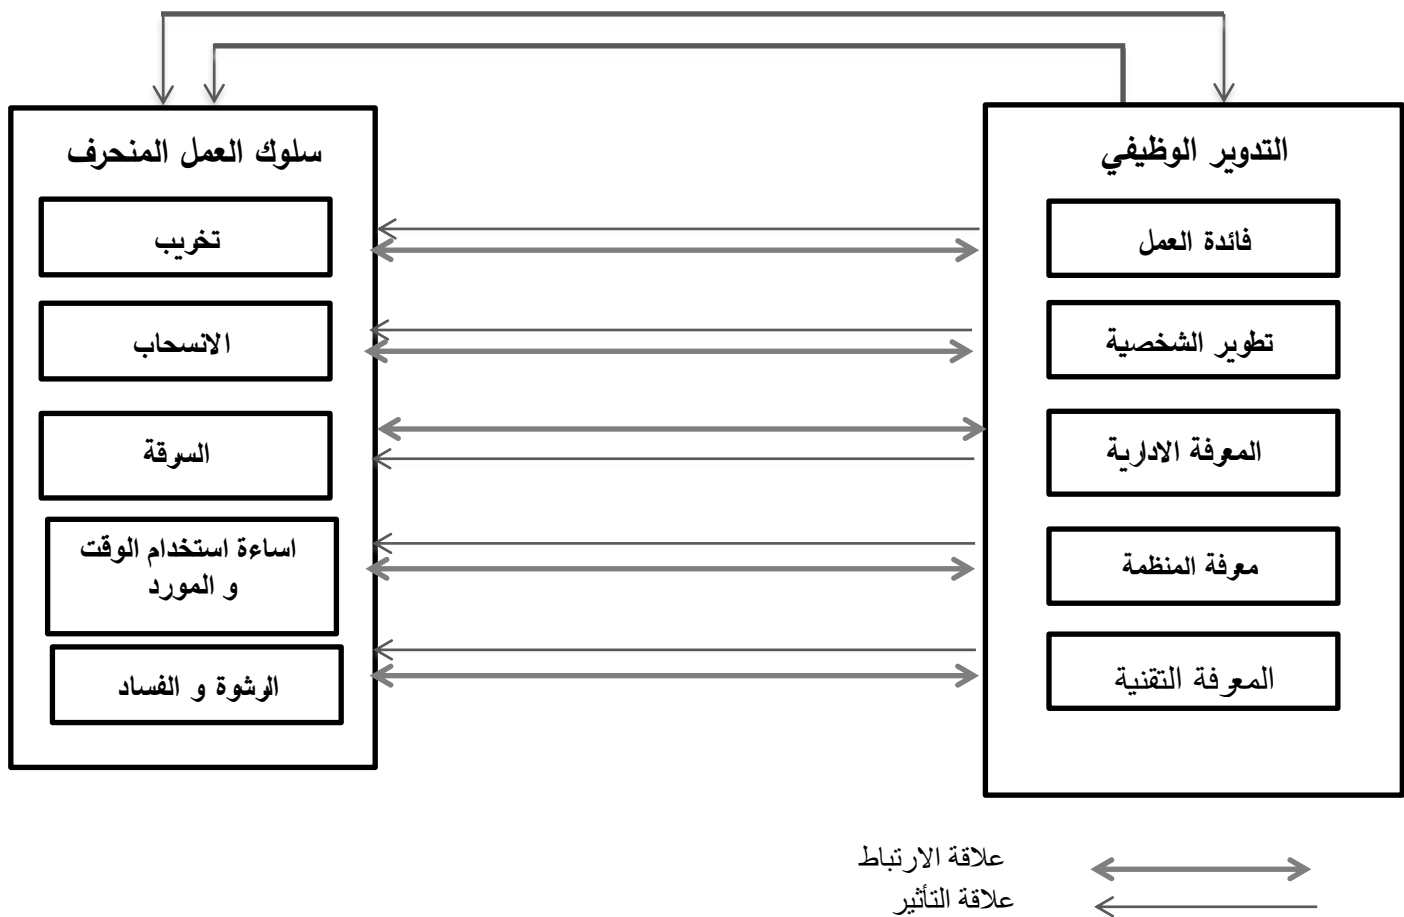 التدوير الوظيفي
فائدة العمل
تطوير الشخصية
المعرفة الادارية
معرفة المنظمة
المعرفة التقنية
سلوك العمل المنحرف
تخريب
الانسحاب
السرقة
اساءة استخدام الوقت
و المورد
الرشوة و الفساد
علاقة الارتباط
علاقة التأثير